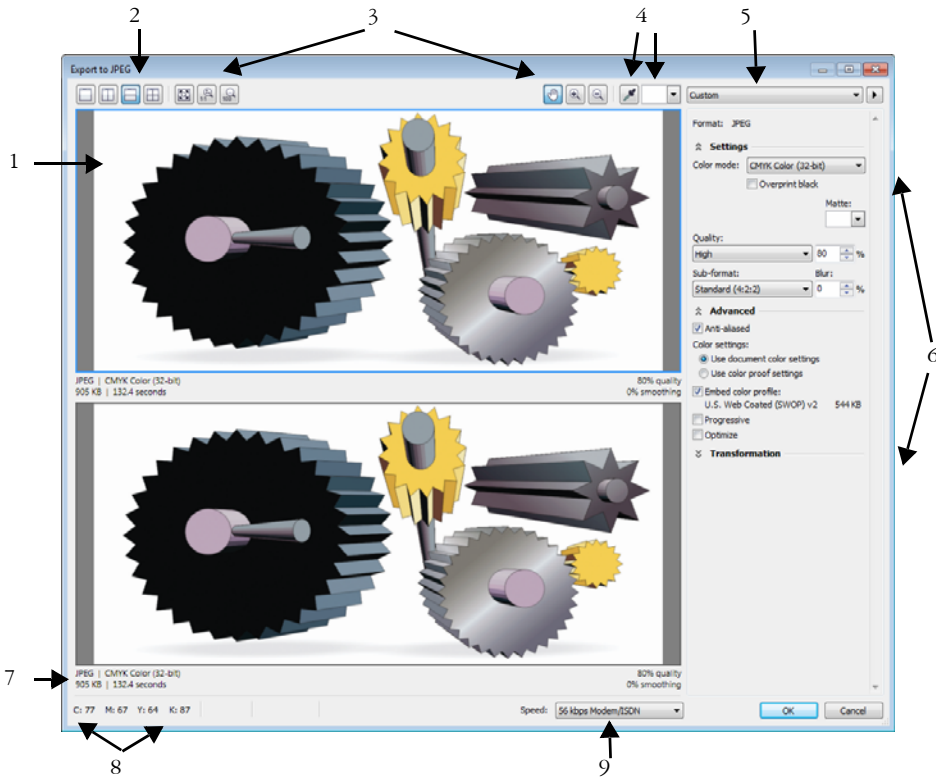 2
3
4
5
Export to JPEG
Custom
1
Format: JPEG
Settings
Color mode: CMYK Color (32-bit)
Overprint black
Matte:
Quality:
High 80 %
Sub-format: Blur:
Standard (4:2:2) 0 %
Advanced
Anti-aliased
Color settings:
Use document color settings
Use color proof settings
Embed color profile:
U.S. Web Coated (SWOP) v2 544 KB
Progressive
Optimize
Transformation
6
JPEG | CMYK Color (32-bit) 80% quality
905 KB | 132.4 seconds 0% smoothing
JPEG | CMYK Color (32-bit) 80% quality
905 KB | 132.4 seconds 0% smoothing
7
C: 77 M: 67 Y: 64 K: 87
Speed: 56 kbps Modem/ISDN
OK Cancel
8
9